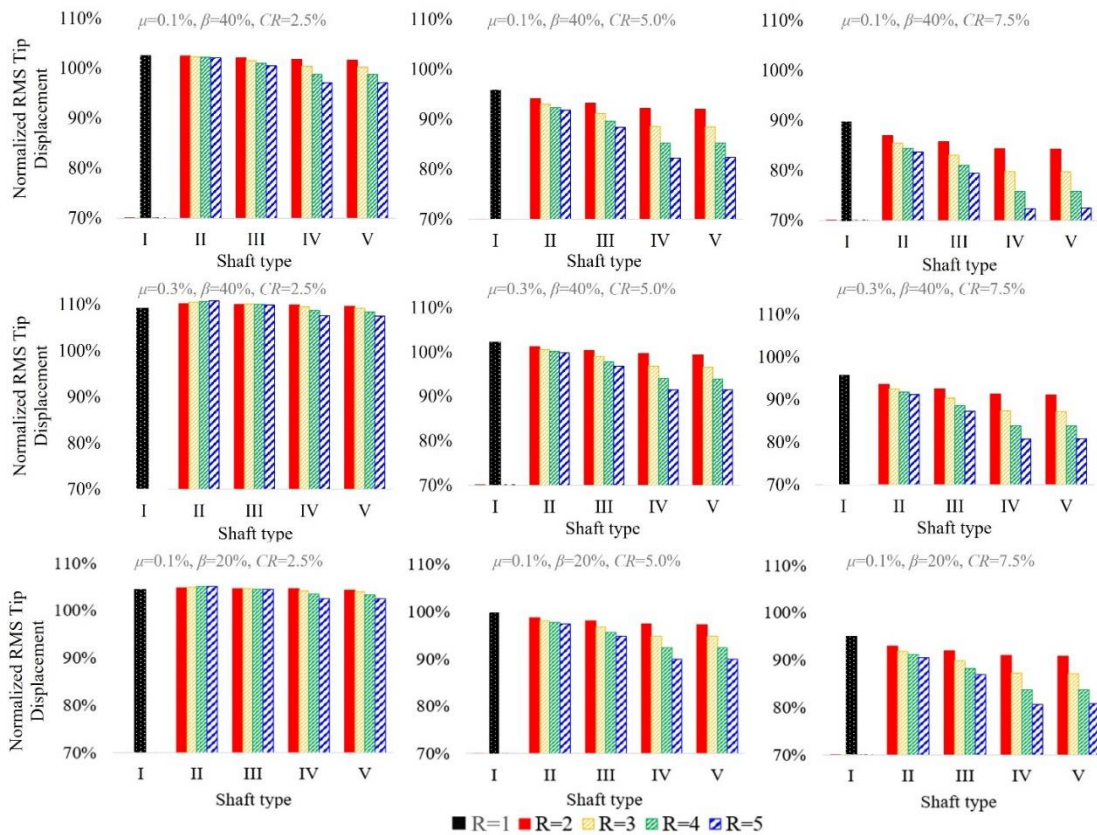 μ=0.1%, β=40%, CR=2.5%
110%
100%
90%
80%
70%
Normalized RMS Tip
Displacement
I II III IV V
Shaft type
μ=0.1%, β=40%, CR=5.0%
110%
100%
90%
80%
70%
I II III IV V
Shaft type
μ=0.1%, β=40%, CR=7.5%
110%
100%
90%
80%
70%
I II III IV V
Shaft type
μ=0.3%, β=40%, CR=2.5%
110%
100%
90%
80%
70%
Normalized RMS Tip
Displacement
I II III IV V
Shaft type
μ=0.3%, β=40%, CR=5.0%
110%
100%
90%
80%
70%
I II III IV V
Shaft type
μ=0.3%, β=40%, CR=7.5%
110%
100%
90%
80%
70%
I II III IV V
Shaft type
μ=0.1%, β=20%, CR=2.5%
110%
100%
90%
80%
70%
Normalized RMS Tip
Displacement
I II III IV V
Shaft type
μ=0.1%, β=20%, CR=5.0%
110%
100%
90%
80%
70%
I II III IV V
Shaft type
μ=0.1%, β=20%, CR=7.5%
110%
100%
90%
80%
70%
I II III IV V
Shaft type
R=1 R=2 R=3 R=4 R=5